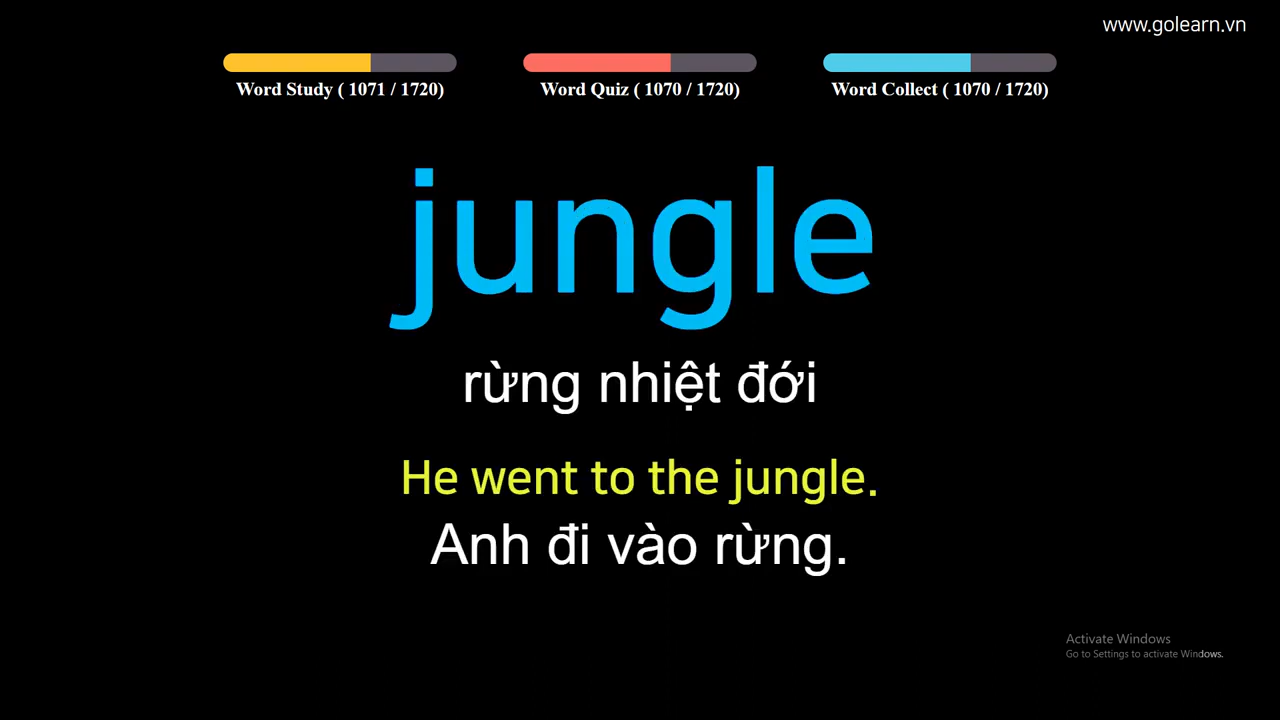 www.golearn.vn
Word Study ( 1071 / 1720)
Word Quiz ( 1070 / 1720)
Word Collect ( 1070 / 1720)
jungle
rừng nhiệt đới
He went to the jungle.
Anh đi vào rừng.
Activate Windows
Go to Settings to activate Windows.